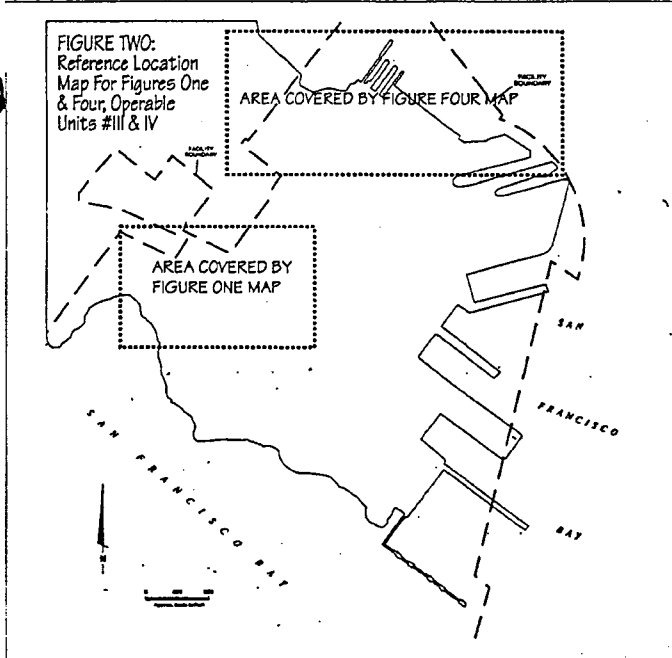 FIGURE TWO:
Reference Location
Map For Figures One
& Four, Operable
Units #III & IV
FACILITY
BOUNDARY
AREA COVERED BY FIGURE FOUR MAP
FACILITY
BOUNDARY
AREA COVERED BY
FIGURE ONE MAP
SAN
FRANCISCO
BAY
SAN FRANCISCO BAY
N
0